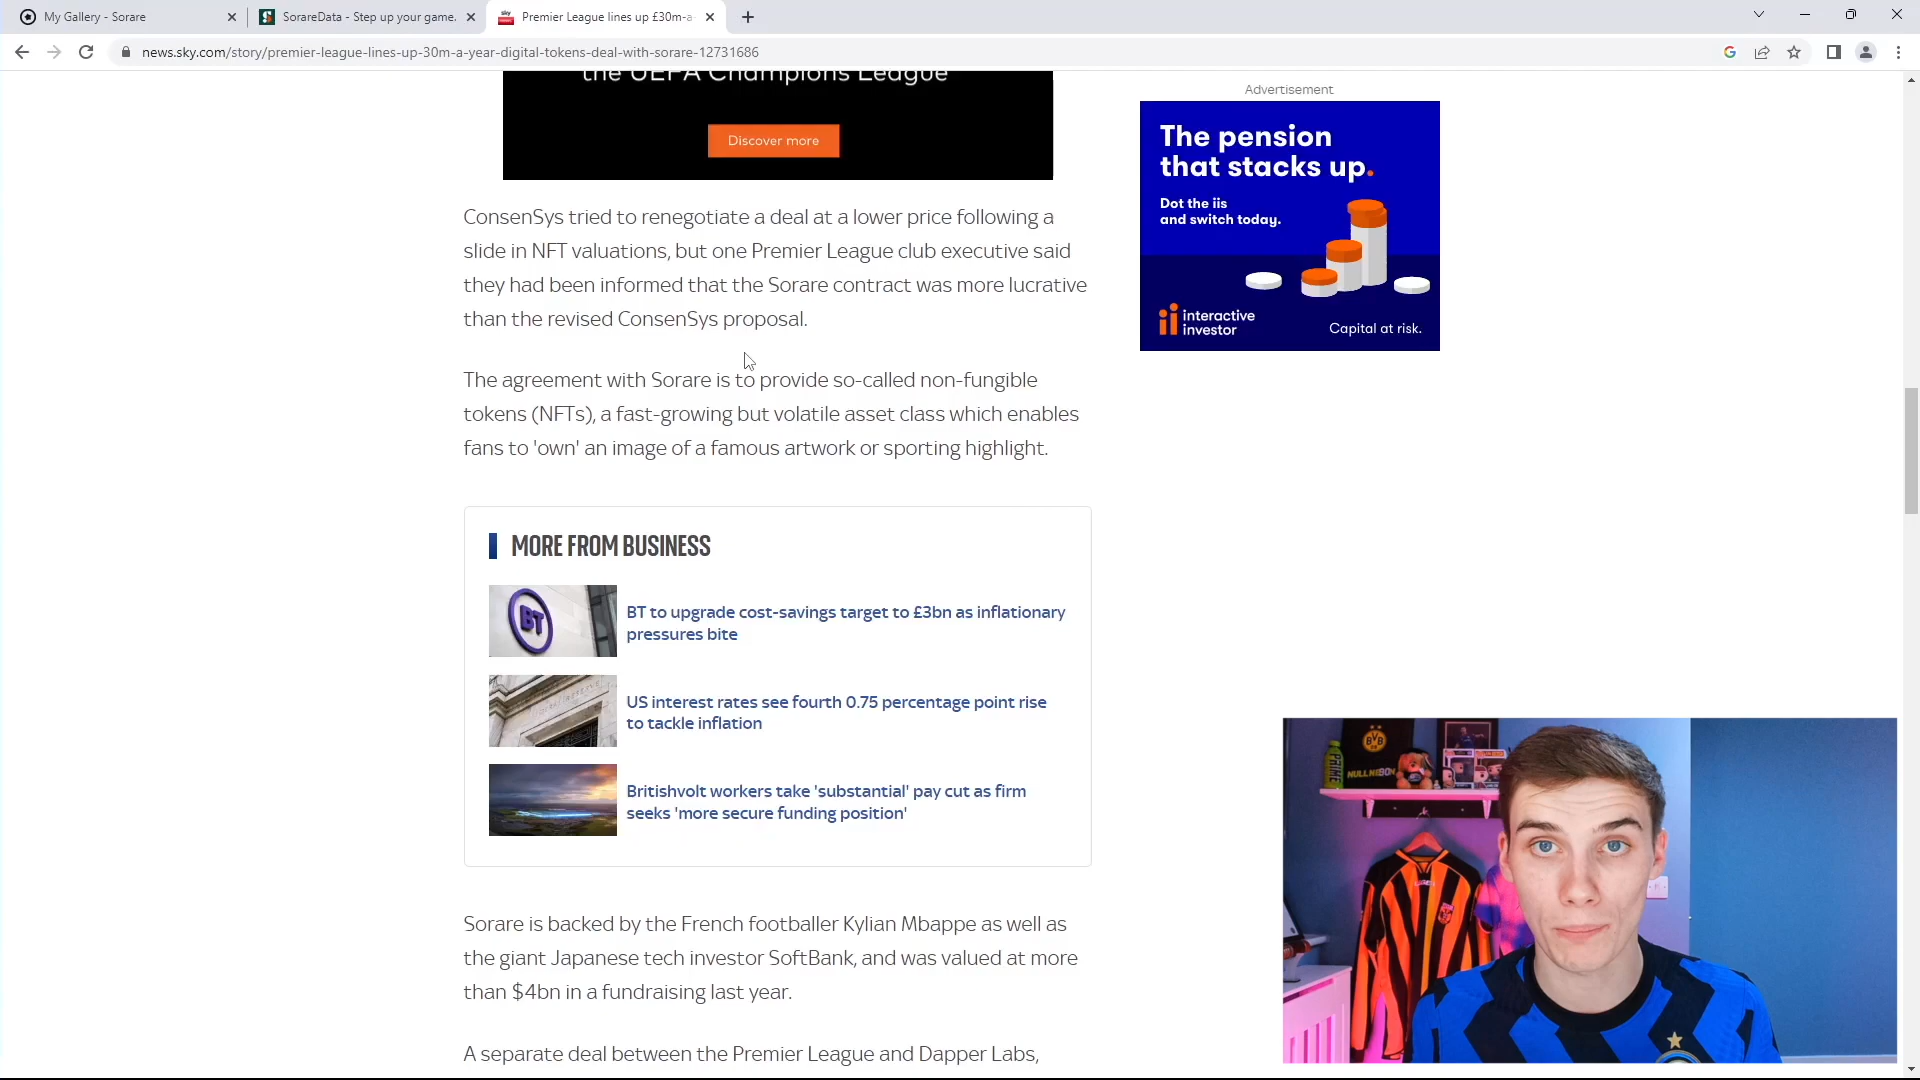 My Gallery - Sorare
SorareData - Step up your game.
Premier League lines up £30m-a-
news.sky.com/story/premier-league-lines-up-30m-a-year-digital-tokens-deal-with-sorare-12731686
the UEFA Champions League
Discover more
ConsenSys tried to renegotiate a deal at a lower price following a
slide in NFT valuations, but one Premier League club executive said
they had been informed that the Sorare contract was more lucrative
than the revised ConsenSys proposal.
The agreement with Sorare is to provide so-called non-fungible
tokens (NFTs), a fast-growing but volatile asset class which enables
fans to 'own' an image of a famous artwork or sporting highlight.
MORE FROM BUSINESS
BT
BT to upgrade cost-savings target to £3bn as inflationary
pressures bite
US interest rates see fourth 0.75 percentage point rise
to tackle inflation
Britishvolt workers take 'substantial' pay cut as firm
seeks 'more secure funding position'
Sorare is backed by the French footballer Kylian Mbappe as well as
the giant Japanese tech investor SoftBank, and was valued at more
than $4bn in a fundraising last year.
A separate deal between the Premier League and Dapper Labs,
Advertisement
The pension
that stacks up.
Dot the iis
and switch today.
interactive
investor
Capital at risk.
BVB
PRIME